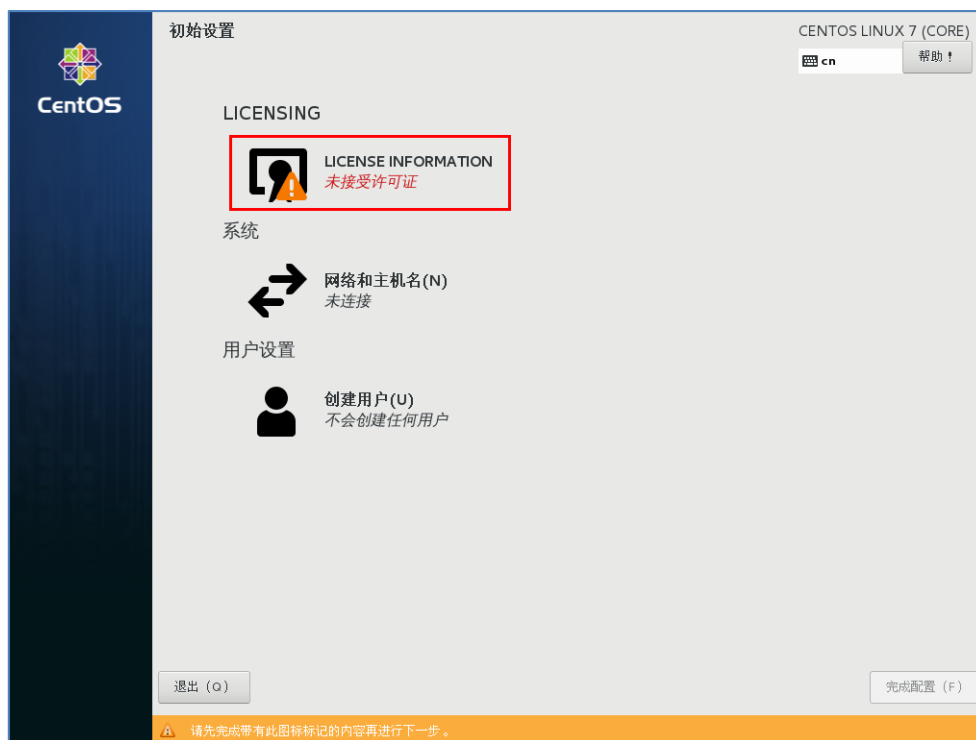 初始设置
CENTOS LINUX 7 (CORE)
cn
帮助！
CentOS
LICENSING
LICENSE INFORMATION
未接受许可证
系统
网络和主机名(N)
未连接
用户设置
创建用户(U)
不会创建任何用户
退出（Q）
完成配置（F）
请先完成带有此图标标记的内容再进行下一步。